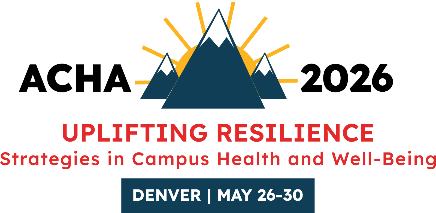 ACHA 2026
UPLIFTING RESILIENCE
Strategies in Campus Health and Well-Being
DENVER | MAY 26-30